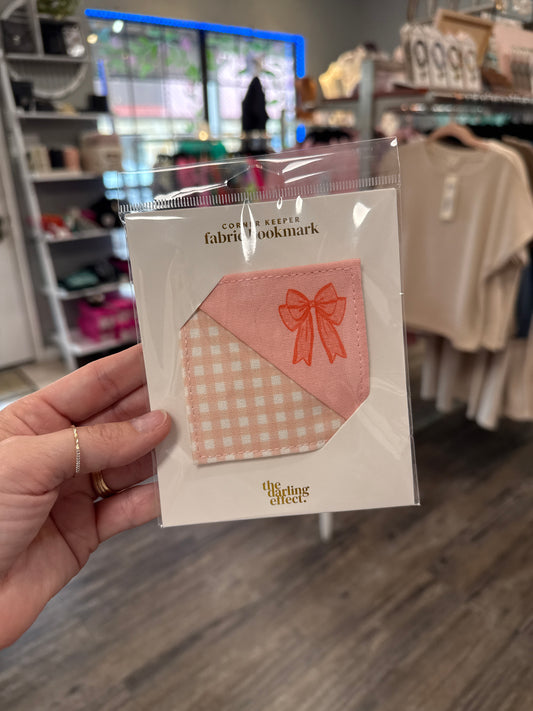 CORNER KEEPER
fabric bookmark
the
darling
effect.